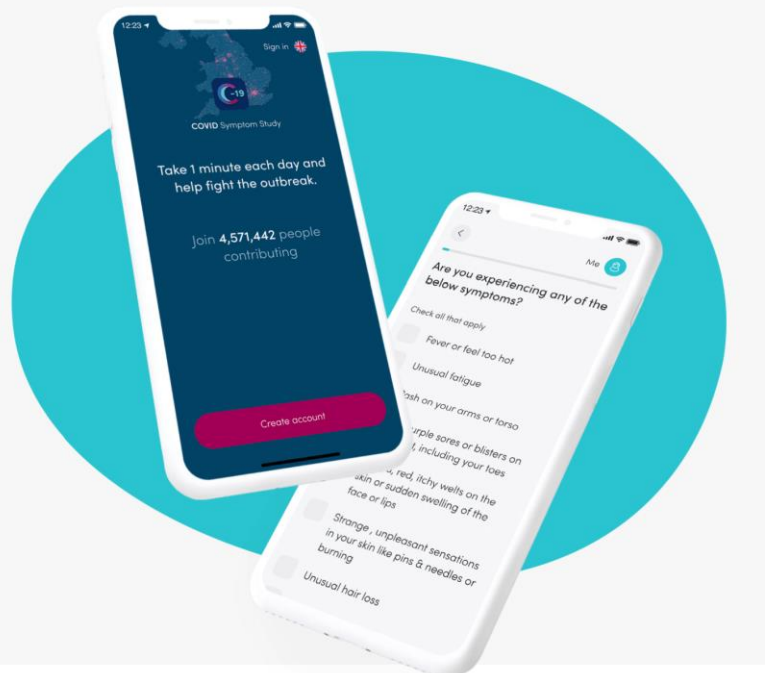 12:23
Sign in
C-19
COVID Symptom Study
Take 1 minute each day and
help fight the outbreak.
Join 4,571,442 people
contributing
Create account
12:23
Me
Are you experiencing any of the
below symptoms?
Check all that apply
Fever or feel too hot
Unusual fatigue
on your arms or torso
sores or blisters on
including your toes
red, itchy welts on the
skin or sudden swelling of the
face or lips
Strange , unpleasant sensations
in your skin like pins & needles or
burning
Unusual hair loss